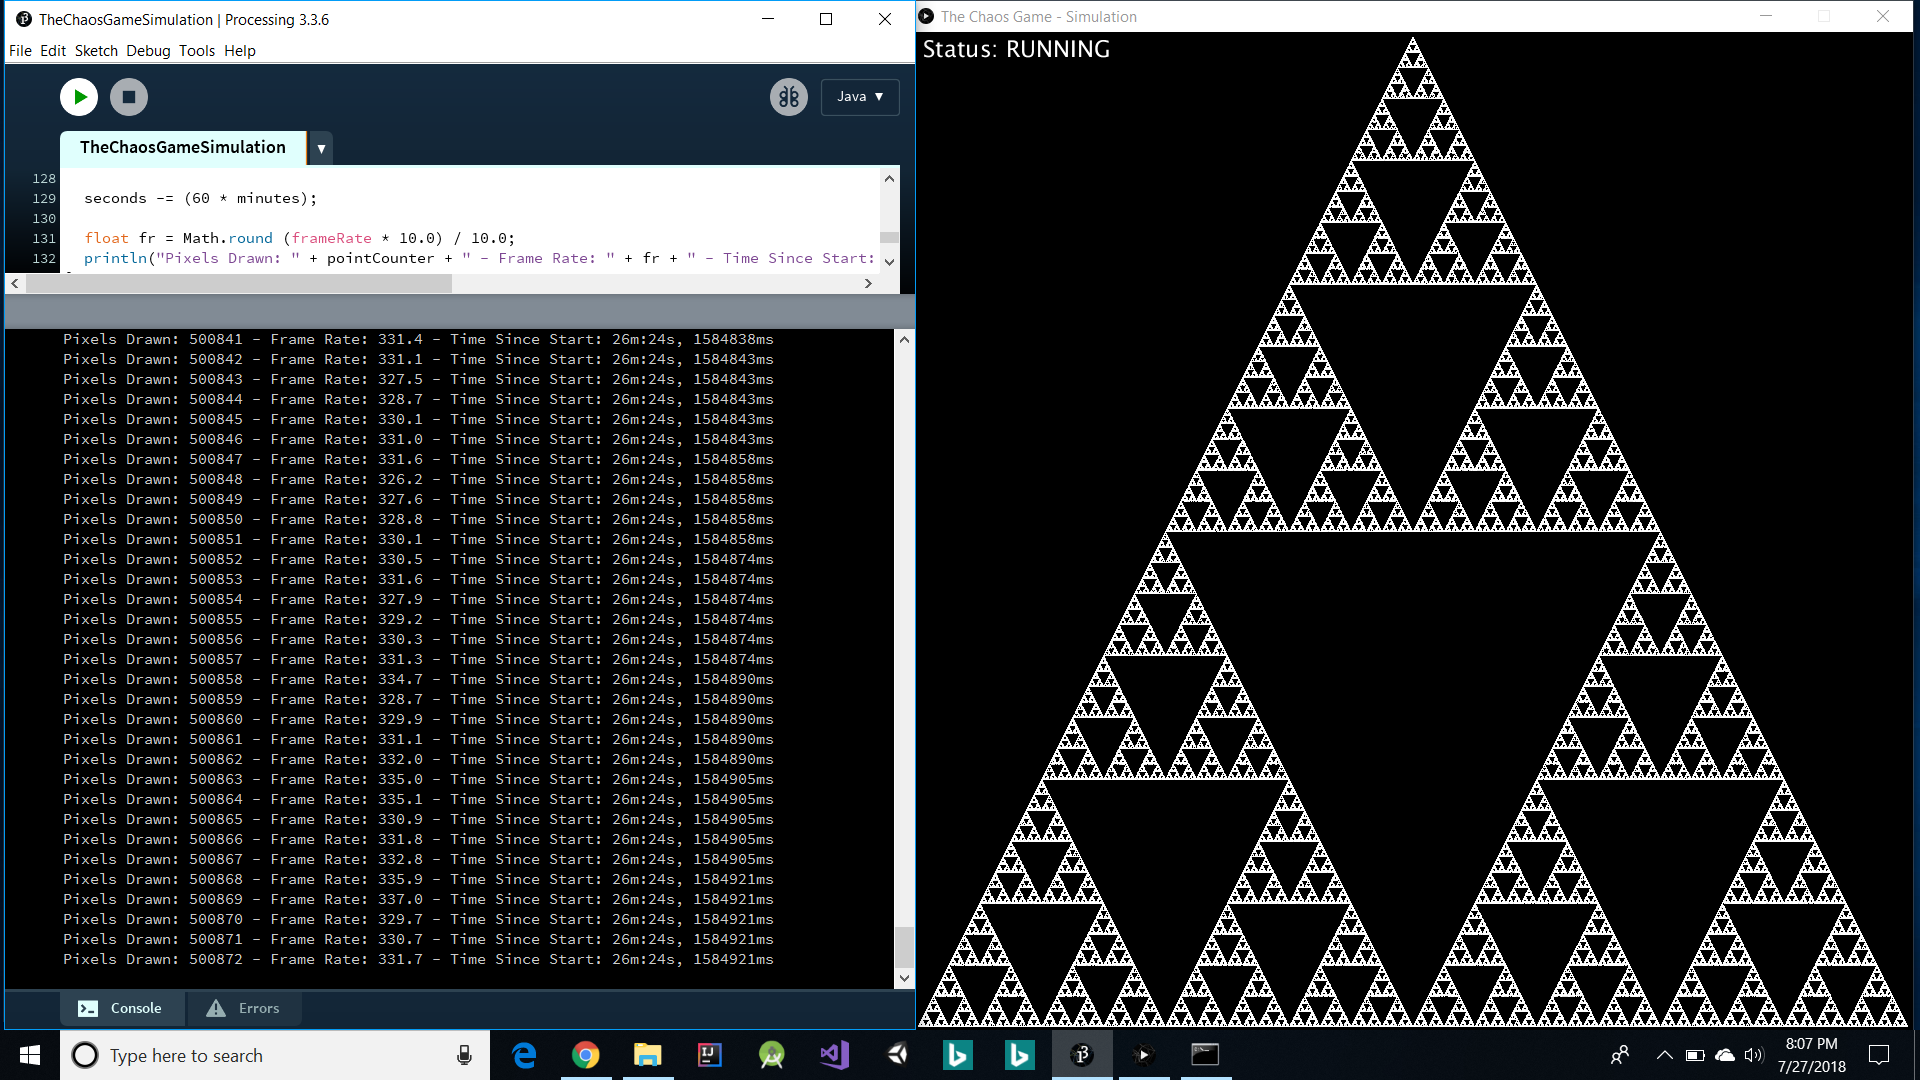 TheChaosGameSimulation | Processing 3.3.6
File Edit Sketch Debug Tools Help
Java ▼
TheChaosGameSimulation ▼
128
129 seconds -= (60 * minutes);
130
131 float fr = Math.round (frameRate * 10.0) / 10.0;
132 println("Pixels Drawn: " + pointCounter + " - Frame Rate: " + fr + " - Time Since Start:
Pixels Drawn: 500841 - Frame Rate: 331.4 - Time Since Start: 26m:24s, 1584838ms
Pixels Drawn: 500842 - Frame Rate: 331.1 - Time Since Start: 26m:24s, 1584843ms
Pixels Drawn: 500843 - Frame Rate: 327.5 - Time Since Start: 26m:24s, 1584843ms
Pixels Drawn: 500844 - Frame Rate: 328.7 - Time Since Start: 26m:24s, 1584843ms
Pixels Drawn: 500845 - Frame Rate: 330.1 - Time Since Start: 26m:24s, 1584843ms
Pixels Drawn: 500846 - Frame Rate: 331.0 - Time Since Start: 26m:24s, 1584843ms
Pixels Drawn: 500847 - Frame Rate: 331.6 - Time Since Start: 26m:24s, 1584858ms
Pixels Drawn: 500848 - Frame Rate: 326.2 - Time Since Start: 26m:24s, 1584858ms
Pixels Drawn: 500849 - Frame Rate: 327.6 - Time Since Start: 26m:24s, 1584858ms
Pixels Drawn: 500850 - Frame Rate: 328.8 - Time Since Start: 26m:24s, 1584858ms
Pixels Drawn: 500851 - Frame Rate: 330.1 - Time Since Start: 26m:24s, 1584858ms
Pixels Drawn: 500852 - Frame Rate: 330.5 - Time Since Start: 26m:24s, 1584874ms
Pixels Drawn: 500853 - Frame Rate: 331.6 - Time Since Start: 26m:24s, 1584874ms
Pixels Drawn: 500854 - Frame Rate: 327.9 - Time Since Start: 26m:24s, 1584874ms
Pixels Drawn: 500855 - Frame Rate: 329.2 - Time Since Start: 26m:24s, 1584874ms
Pixels Drawn: 500856 - Frame Rate: 330.3 - Time Since Start: 26m:24s, 1584874ms
Pixels Drawn: 500857 - Frame Rate: 331.3 - Time Since Start: 26m:24s, 1584874ms
Pixels Drawn: 500858 - Frame Rate: 334.7 - Time Since Start: 26m:24s, 1584890ms
Pixels Drawn: 500859 - Frame Rate: 328.7 - Time Since Start: 26m:24s, 1584890ms
Pixels Drawn: 500860 - Frame Rate: 329.9 - Time Since Start: 26m:24s, 1584890ms
Pixels Drawn: 500861 - Frame Rate: 331.1 - Time Since Start: 26m:24s, 1584890ms
Pixels Drawn: 500862 - Frame Rate: 332.0 - Time Since Start: 26m:24s, 1584890ms
Pixels Drawn: 500863 - Frame Rate: 335.0 - Time Since Start: 26m:24s, 1584905ms
Pixels Drawn: 500864 - Frame Rate: 335.1 - Time Since Start: 26m:24s, 1584905ms
Pixels Drawn: 500865 - Frame Rate: 330.9 - Time Since Start: 26m:24s, 1584905ms
Pixels Drawn: 500866 - Frame Rate: 331.8 - Time Since Start: 26m:24s, 1584905ms
Pixels Drawn: 500867 - Frame Rate: 332.8 - Time Since Start: 26m:24s, 1584905ms
Pixels Drawn: 500868 - Frame Rate: 335.9 - Time Since Start: 26m:24s, 1584921ms
Pixels Drawn: 500869 - Frame Rate: 337.0 - Time Since Start: 26m:24s, 1584921ms
Pixels Drawn: 500870 - Frame Rate: 329.7 - Time Since Start: 26m:24s, 1584921ms
Pixels Drawn: 500871 - Frame Rate: 330.7 - Time Since Start: 26m:24s, 1584921ms
Pixels Drawn: 500872 - Frame Rate: 331.7 - Time Since Start: 26m:24s, 1584921ms
Console Errors
The Chaos Game - Simulation
Status: RUNNING
Type here to search
8:07 PM
7/27/2018